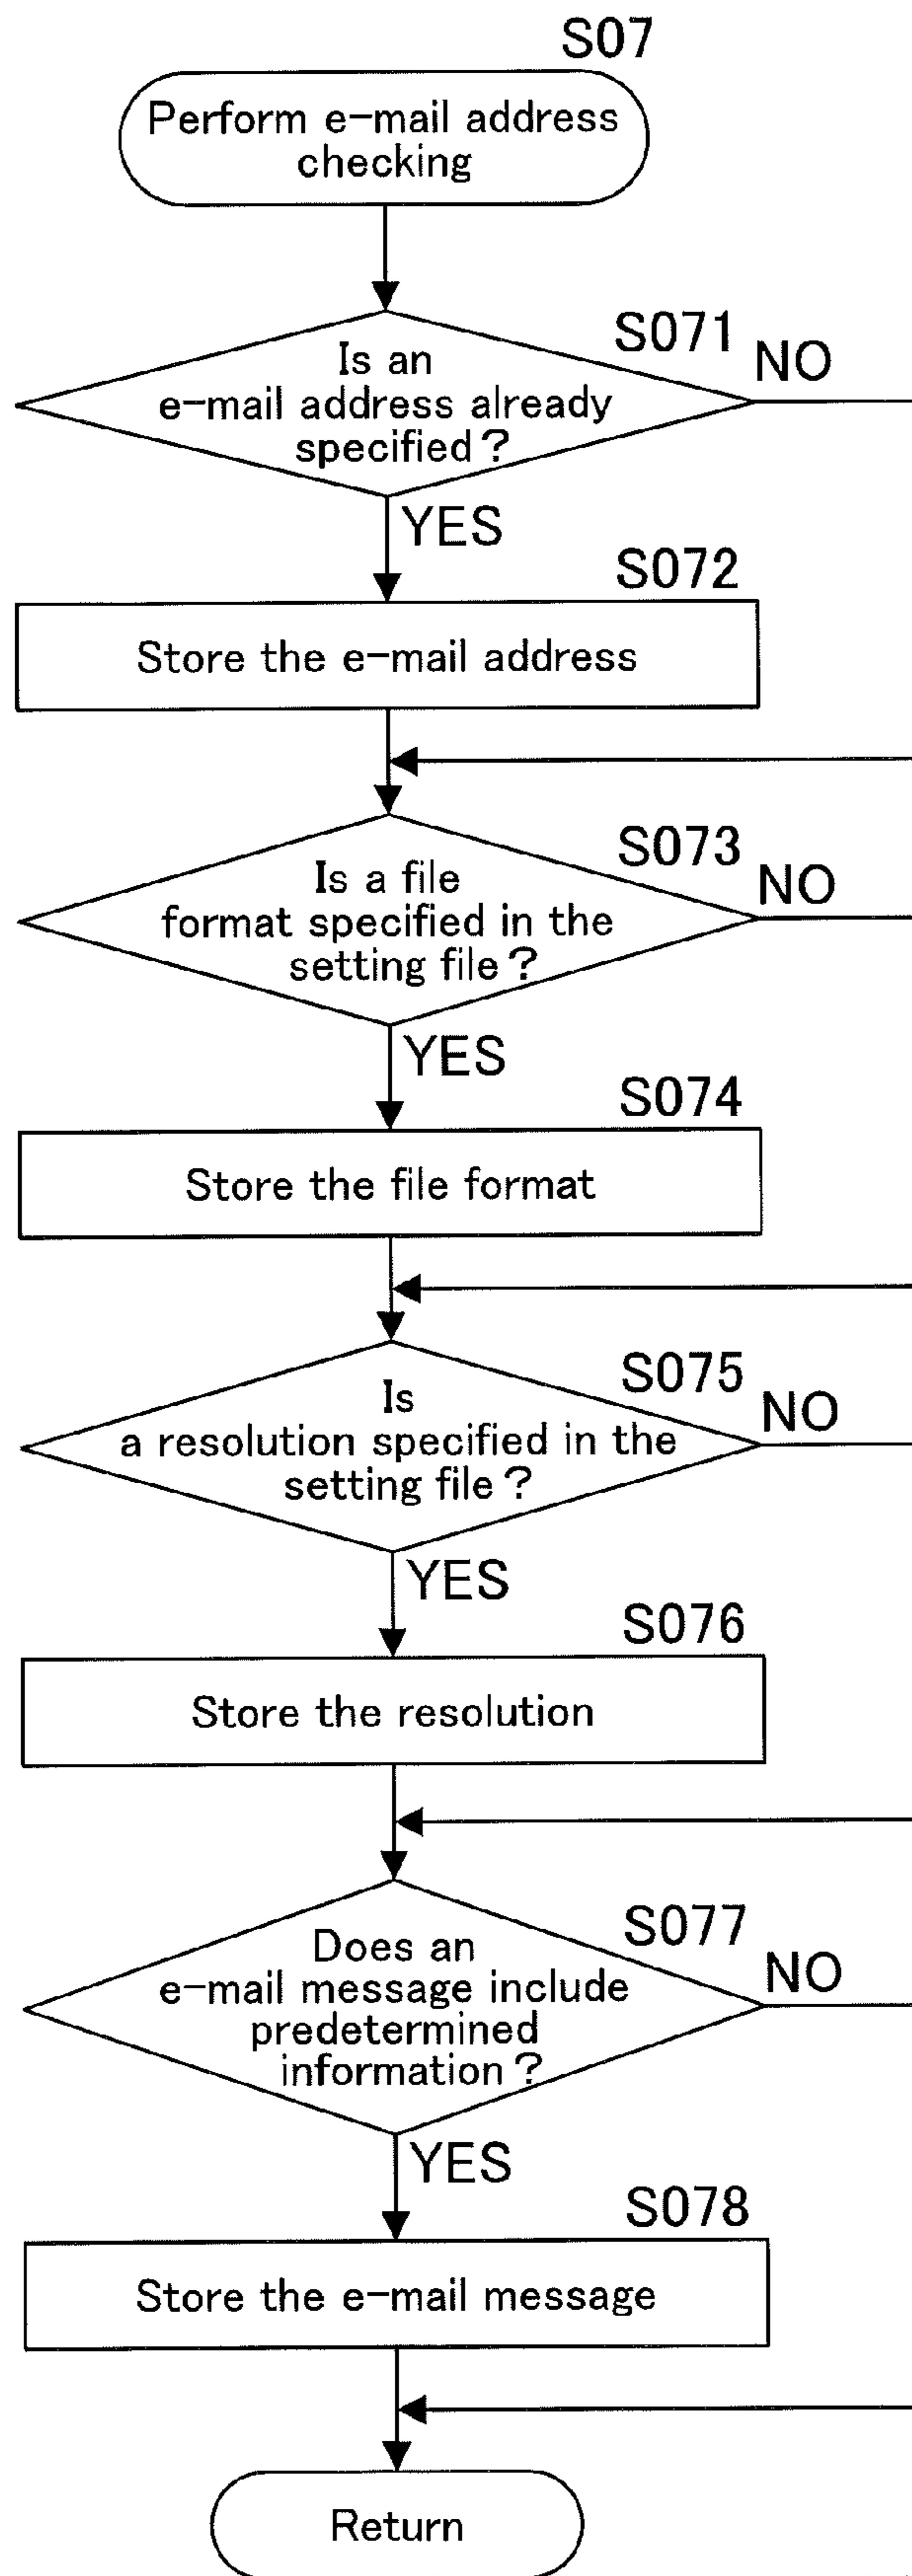 S07
Perform e-mail address
checking
S071
NO
Is an
e-mail address already
specified?
YES
S072
Store the e-mail address
S073
NO
Is a file
format specified in the
setting file?
YES
S074
Store the file format
S075
NO
Is
a resolution specified in the
setting file?
YES
S076
Store the resolution
S077
NO
Does an
e-mail message include
predetermined
information?
YES
S078
Store the e-mail message
Return